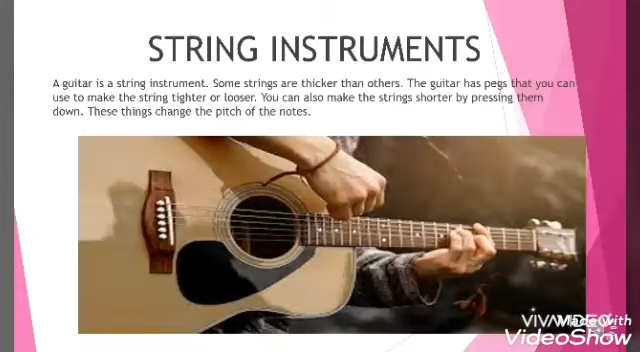 STRING INSTRUMENTS
A guitar is a string instrument. Some strings are thicker than others. The guitar has pegs that you can
use to make the string tighter or looser. You can also make the strings shorter by pressing them
down. These things change the pitch of the notes.
Made with
VideoShow